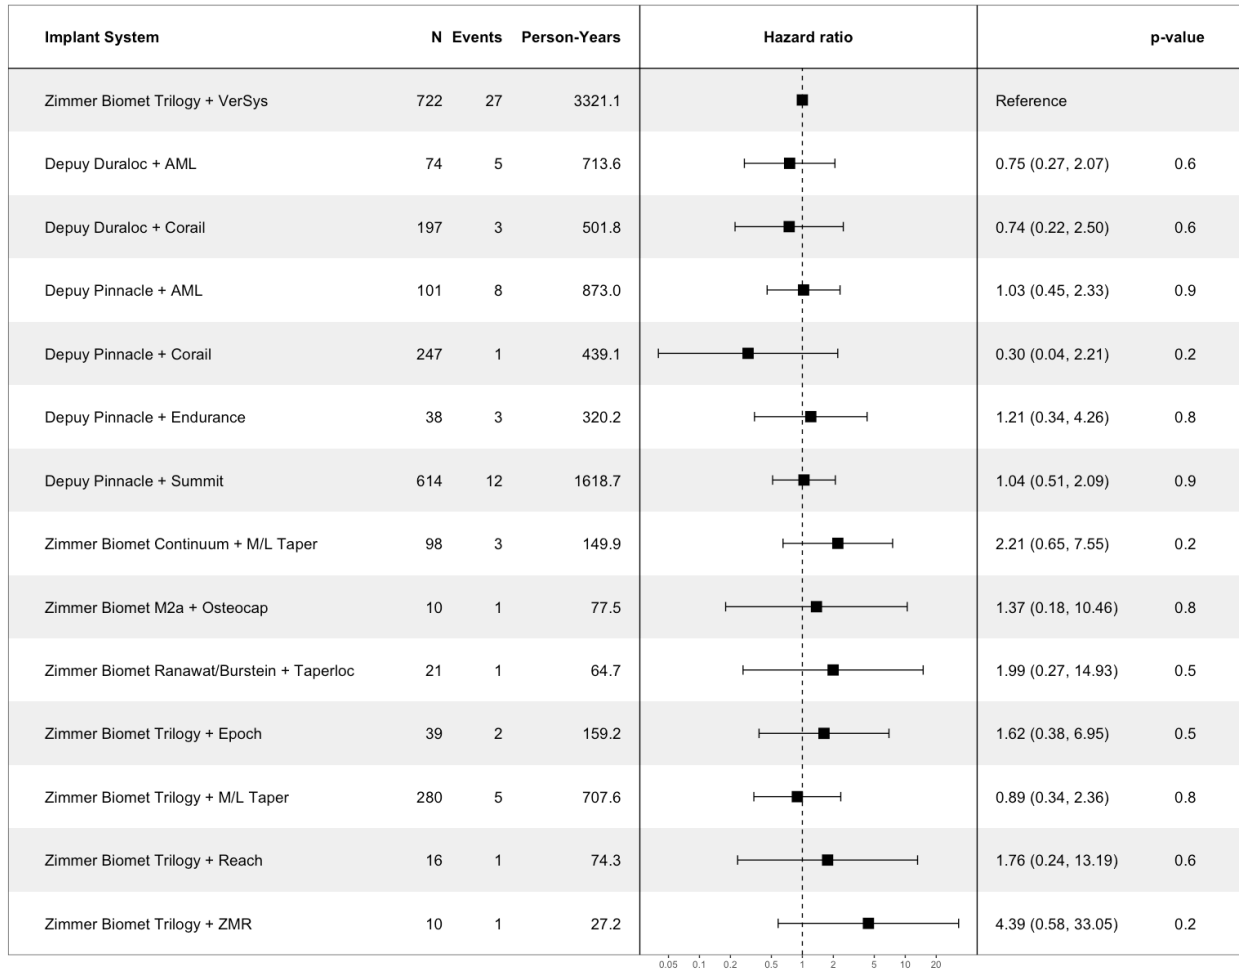 Implant System N Events Person-Years Hazard ratio p-value
Zimmer Biomet Trilogy + VerSys 722 27 3321.1 Reference
Depuy Duraloc + AML 74 5 713.6 0.75 (0.27, 2.07) 0.6
Depuy Duraloc + Corail 197 3 501.8 0.74 (0.22, 2.50) 0.6
Depuy Pinnacle + AML 101 8 873.0 1.03 (0.45, 2.33) 0.9
Depuy Pinnacle + Corail 247 1 439.1 0.30 (0.04, 2.21) 0.2
Depuy Pinnacle + Endurance 38 3 320.2 1.21 (0.34, 4.26) 0.8
Depuy Pinnacle + Summit 614 12 1618.7 1.04 (0.51, 2.09) 0.9
Zimmer Biomet Continuum + M/L Taper 98 3 149.9 2.21 (0.65, 7.55) 0.2
Zimmer Biomet M2a + Osteocap 10 1 77.5 1.37 (0.18, 10.46) 0.8
Zimmer Biomet Ranawat/Burstein + Taperloc 21 1 64.7 1.99 (0.27, 14.93) 0.5
Zimmer Biomet Trilogy + Epoch 39 2 159.2 1.62 (0.38, 6.95) 0.5
Zimmer Biomet Trilogy + M/L Taper 280 5 707.6 0.89 (0.34, 2.36) 0.8
Zimmer Biomet Trilogy + Reach 16 1 74.3 1.76 (0.24, 13.19) 0.6
Zimmer Biomet Trilogy + ZMR 10 1 27.2 4.39 (0.58, 33.05) 0.2
0.05 0.1 0.2 0.5 1 2 5 10 20